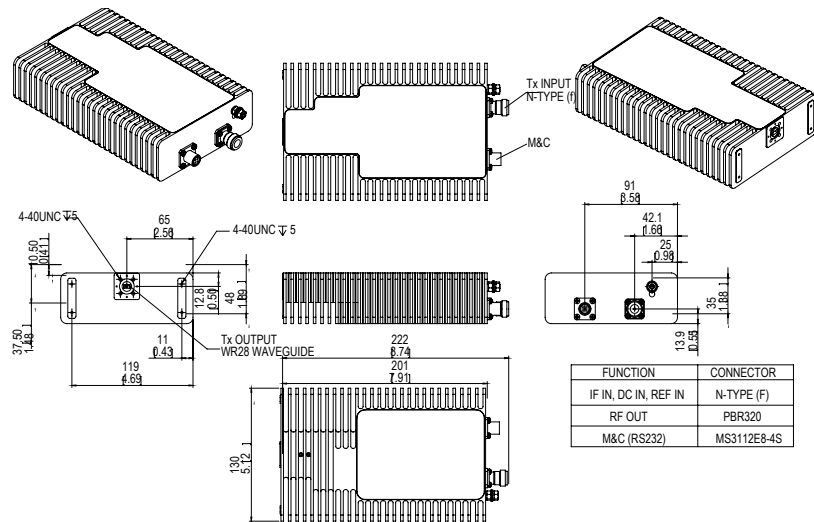 Tx INPUT
N-TYPE (f)
M&C
91
[3.58]
42.1
[1.66]
25
[0.98]
4-40UNC ↧5
65
[2.56]
4-40UNC ↧ 5
10.50
[0.41]
37.50
[1.48]
12.8
[0.50]
48
[1.89]
11
[0.43]
119
[4.69]
Tx OUTPUT
WR28 WAVEGUIDE
35
[1.38]
13.9
[0.55]
222
[8.74]
201
[7.91]
130
[5.12]
FUNCTION CONNECTOR
IF IN, DC IN, REF IN N-TYPE (F)
RF OUT PBR320
M&C (RS232) MS3112E8-4S